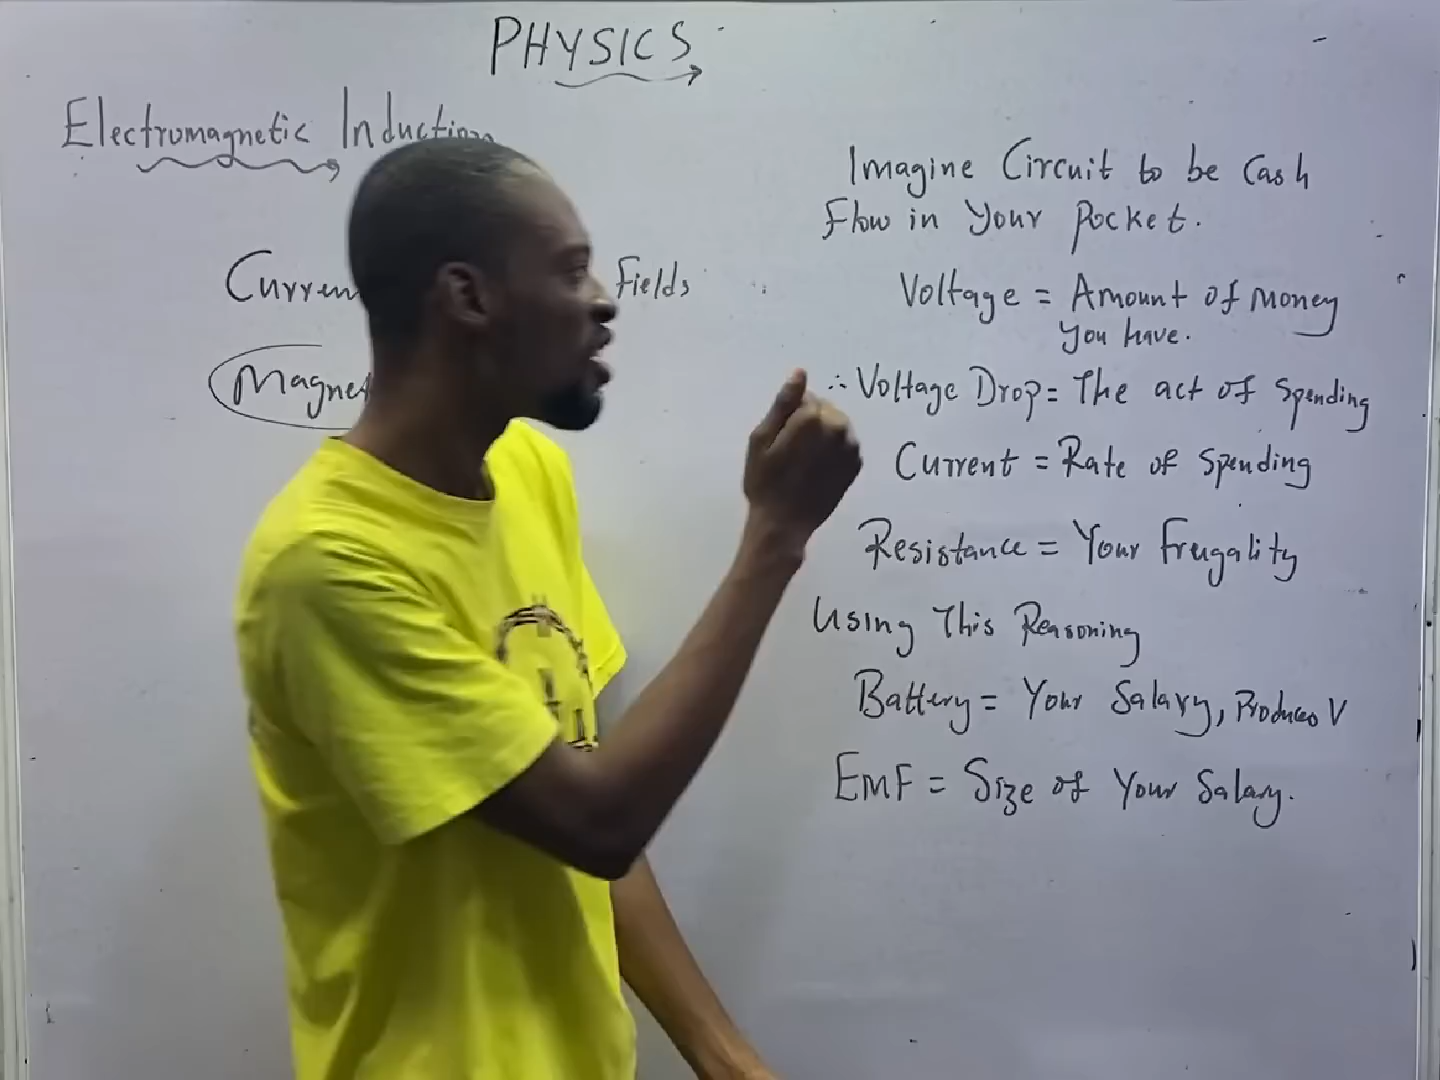 PHYSICS
Electromagnetic Induction
Fields
Imagine Circuit to be Cash
Flow in Your Pocket.
Voltage = Amount of money
you have.
∴ Voltage Drop = The act of Spending
Current = Rate of Spending
Resistance = Your Frugality
Using This Reasoning
Battery = Your Salary, Produces V
EMF = Size of Your Salary.